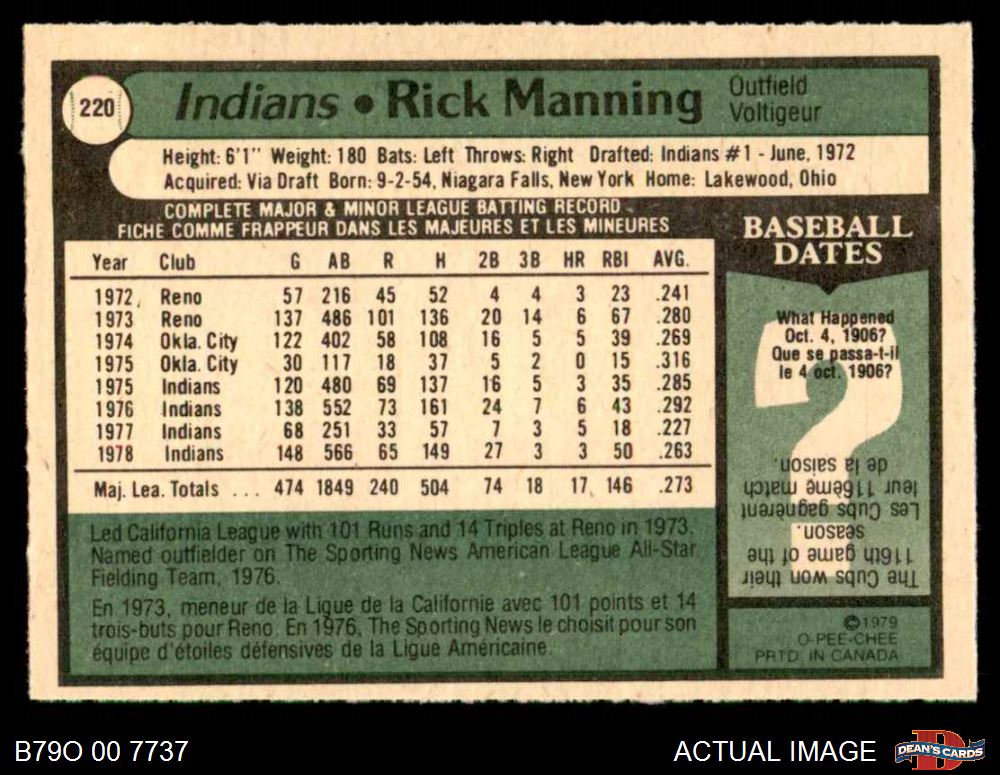 220
Indians • Rick Manning
Outfield
Voltigeur
Height: 6'1" Weight: 180 Bats: Left Throws: Right Drafted: Indians #1 - June, 1972
Acquired: Via Draft Born: 9-2-54, Niagara Falls, New York Home: Lakewood, Ohio
COMPLETE MAJOR & MINOR LEAGUE BATTING RECORD
FICHE COMME FRAPPEUR DANS LES MAJEURES ET LES MINEURES
Year Club G AB R H 2B 3B HR RBI AVG.
1972 Reno 57 216 45 52 4 4 3 23 .241
1973 Reno 137 486 101 136 20 14 6 67 .280
1974 Okla. City 122 402 58 108 16 5 5 39 .269
1975 Okla. City 30 117 18 37 5 2 0 15 .316
1975 Indians 120 480 69 137 16 5 3 35 .285
1976 Indians 138 552 73 161 24 7 6 43 .292
1977 Indians 68 251 33 57 7 3 5 18 .227
1978 Indians 148 566 65 149 27 3 3 50 .263
Maj. Lea. Totals ... 474 1849 240 504 74 18 17 146 .273
Led California League with 101 Runs and 14 Triples at Reno in 1973.
Named outfielder on The Sporting News American League All-Star
Fielding Team, 1976.
En 1973, meneur de la Ligue de la Californie avec 101 points et 14
trois-buts pour Reno. En 1976, The Sporting News le choisit pour son
équipe d'étoiles défensives de la Ligue Américaine.
BASEBALL
DATES
What Happened
Oct. 4, 1906?
Que se passa-t-il
le 4 oct. 1906?
?
The Cubs won their
116th game of the
season.
Les Cubs gagnèrent
leur 116ème match
de la saison.
©1979
O-PEE-CHEE
PRTD IN CANADA
B79O 00 7737
ACTUAL IMAGE
D
DEAN'S CARDS